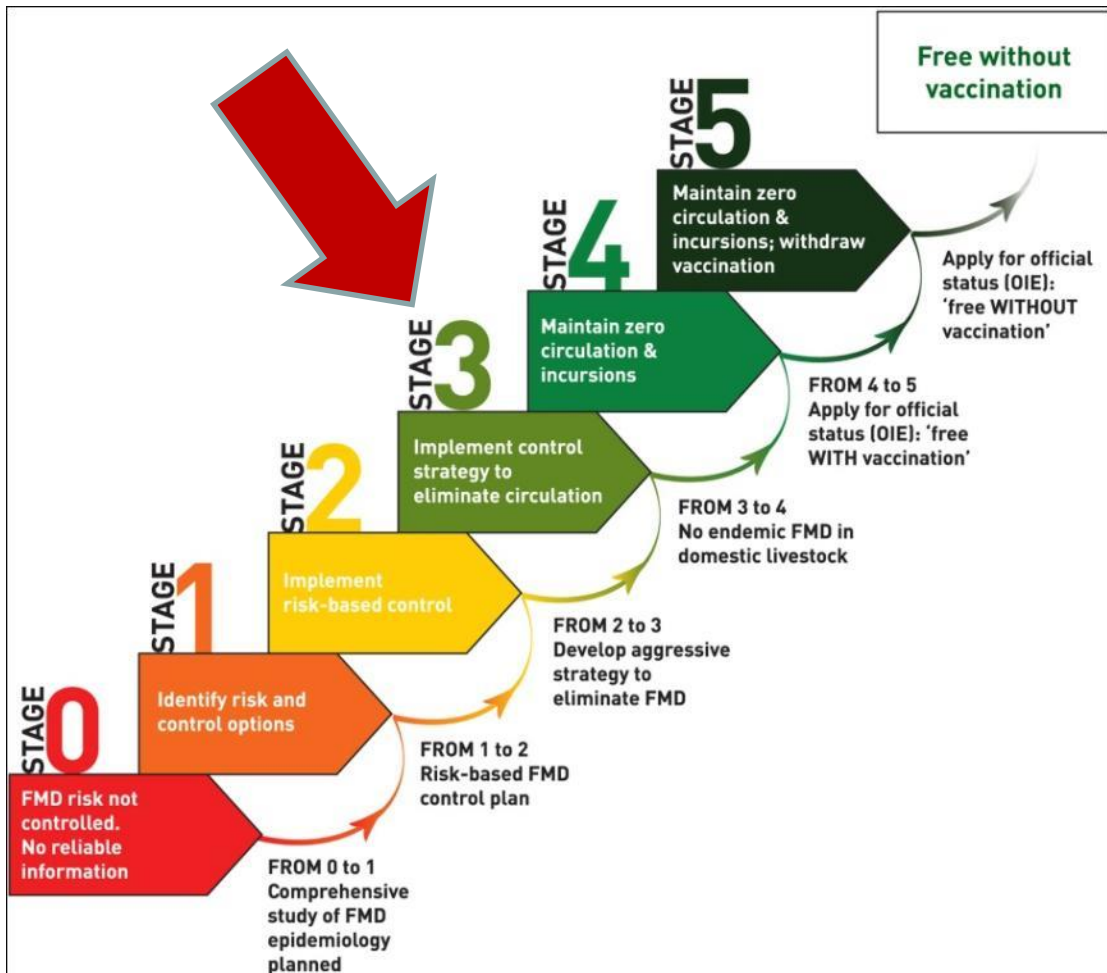 Free without
vaccination
STAGE 5
Maintain zero
circulation &
incursions; withdraw
vaccination
Apply for official
status (OIE):
‘free WITHOUT
vaccination’
STAGE 4
Maintain zero
circulation &
incursions
FROM 4 to 5
Apply for official
status (OIE): ‘free
WITH vaccination’
STAGE 3
Implement control
strategy to
eliminate circulation
FROM 3 to 4
No endemic FMD in
domestic livestock
STAGE 2
Implement
risk-based control
FROM 2 to 3
Develop aggressive
strategy to
eliminate FMD
STAGE 1
Identify risk and
control options
FROM 1 to 2
Risk-based FMD
control plan
STAGE 0
FMD risk not
controlled.
No reliable
information
FROM 0 to 1
Comprehensive
study of FMD
epidemiology
planned